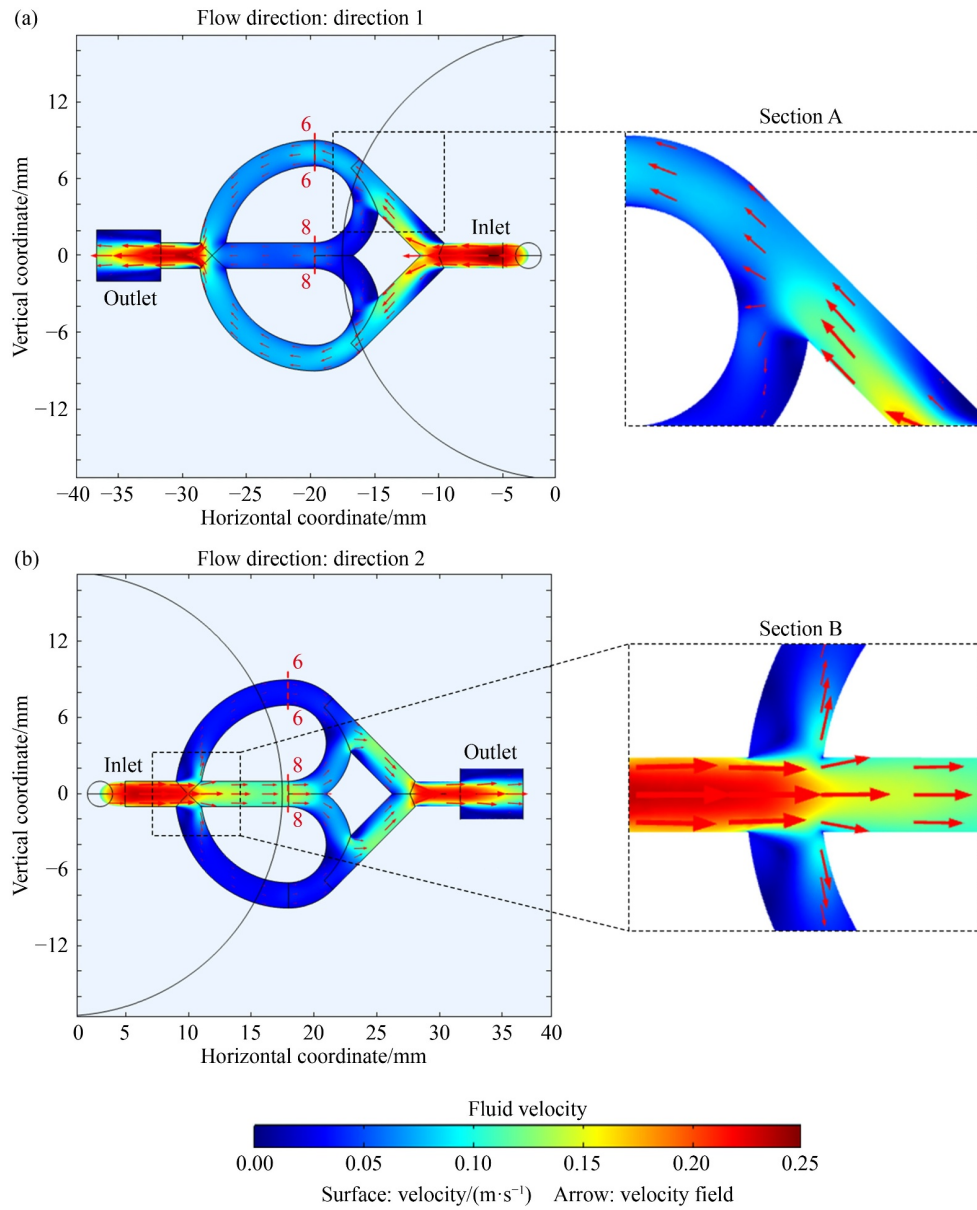 (a)
Flow direction: direction 1
Vertical coordinate/mm
12
6
0
−6
−12
6
6
8
8
Inlet
Outlet
Section A
−40 −35 −30 −25 −20 −15 −10 −5 0
Horizontal coordinate/mm
(b)
Flow direction: direction 2
Vertical coordinate/mm
12
6
0
−6
−12
6
6
8
8
Inlet
Outlet
Section B
0 5 10 15 20 25 30 35 40
Horizontal coordinate/mm
Fluid velocity
0.00 0.05 0.10 0.15 0.20 0.25
Surface: velocity/(m·s⁻¹) Arrow: velocity field